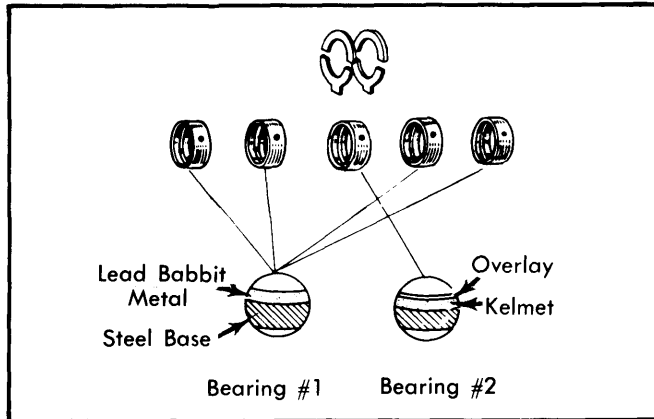 Lead Babbit
Metal
Steel Base
Overlay
Kelmet
Bearing #1
Bearing #2